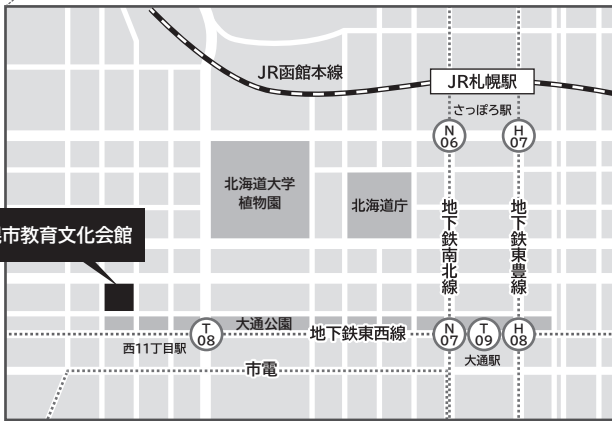 JR函館本線
JR札幌駅
さっぽろ駅
N
06
H
07
北海道大学
植物園
北海道庁
地下鉄南北線
地下鉄東豊線
市教育文化会館
大通公園
T
08
地下鉄東西線
N
07
T
09
H
08
西11丁目駅
大通駅
市電